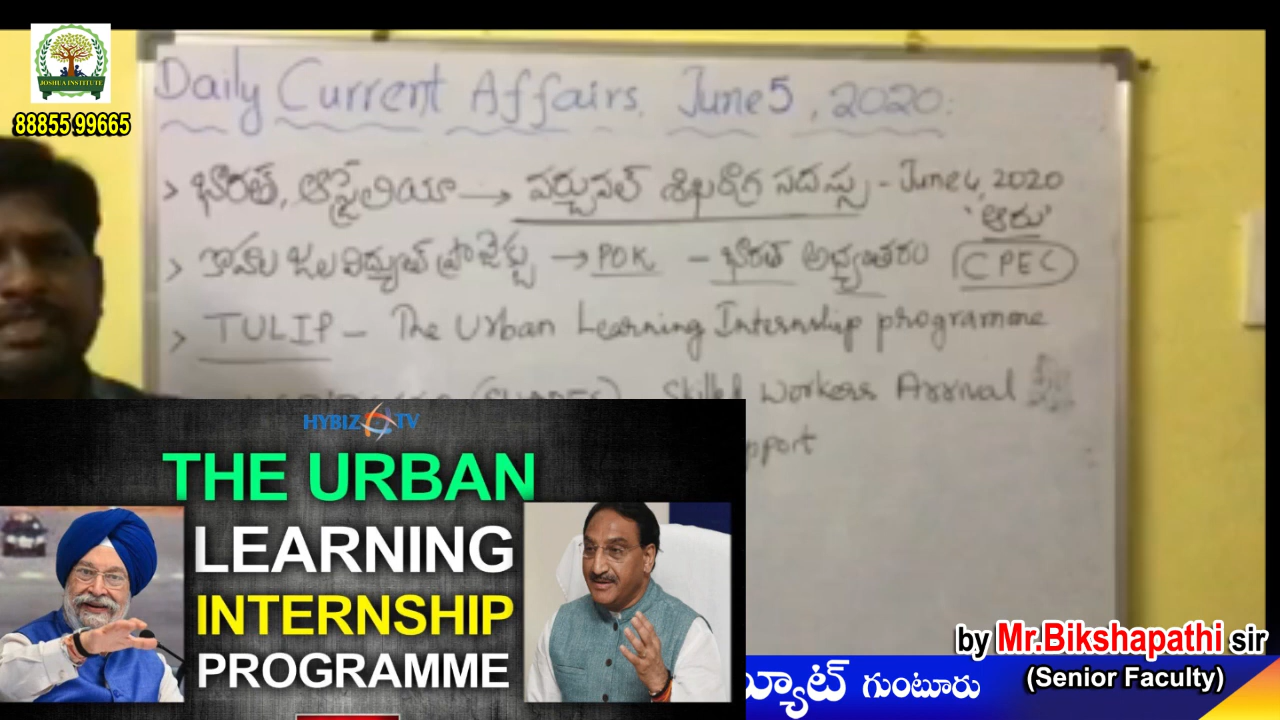 JOSHUA INSTITUTE
88855 99665
Daily Current Affairs, June 5, 2020:
> భారత్, ఆస్ట్రేలియా → వర్చువల్ శిఖరాగ్ర సదస్సు - June 4, 2020
'ఆరు'
> కోహల జలవిద్యుత్ ప్రాజెక్టు → POK - భారత్ అభ్యంతరం CPEC
> TULIP - The Urban Learning Internship programme
Skilled Workers Arrival
pport
HYBIZ TV
THE URBAN
LEARNING
INTERNSHIP
PROGRAMME
by Mr.Bikshapathi sir
(Senior Faculty)
గుంటూరు